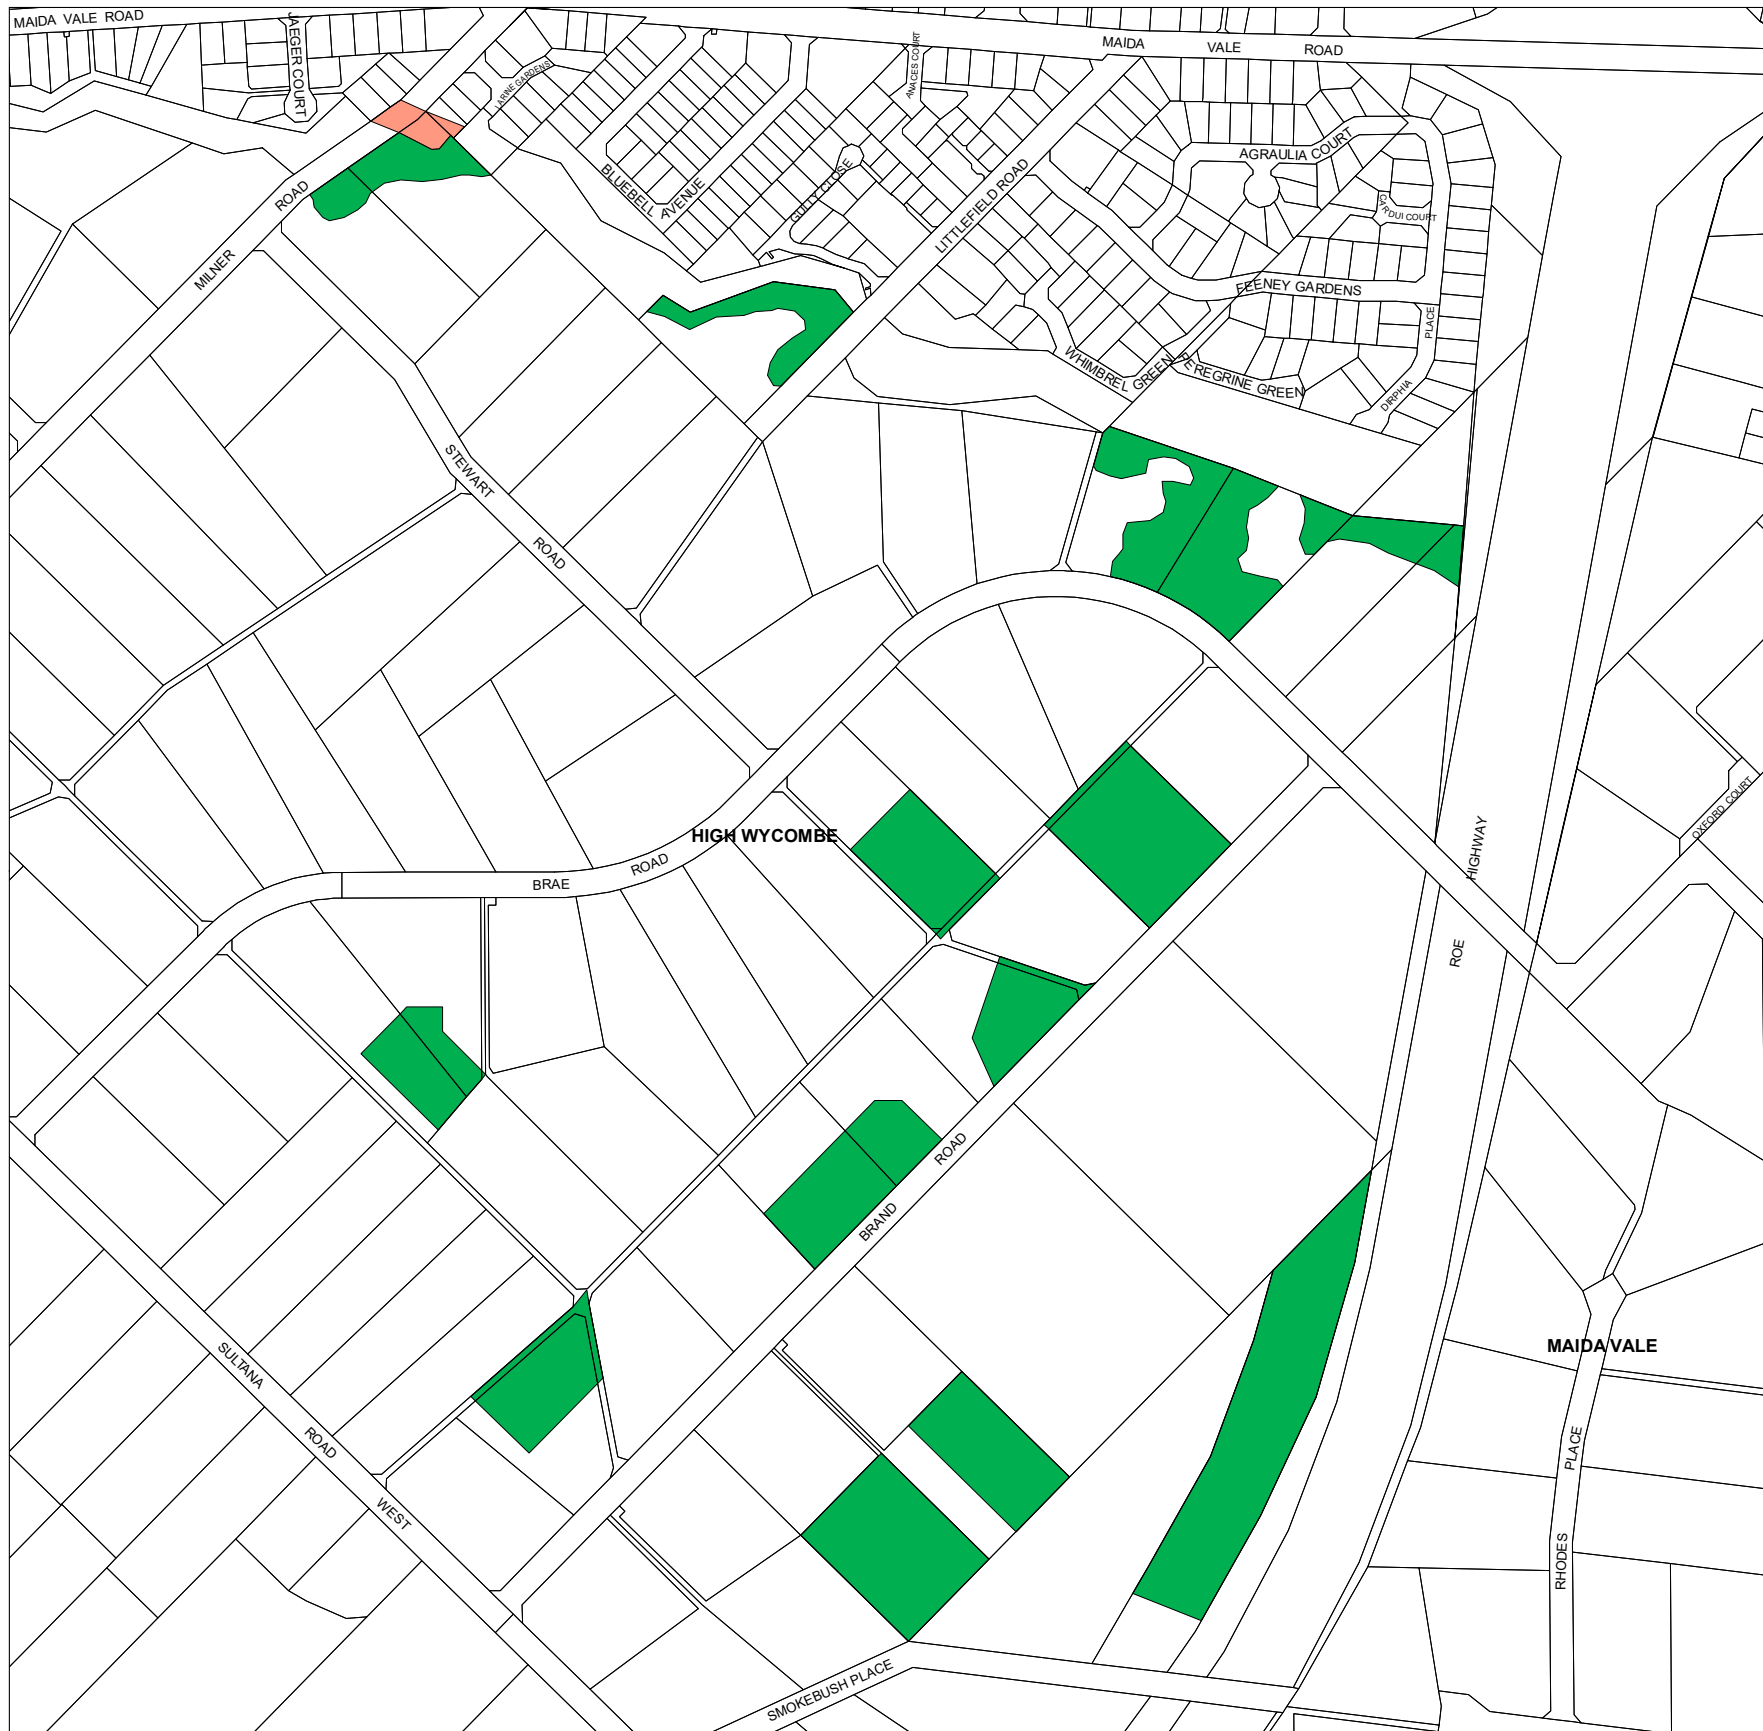 MAIDA VALE ROAD
JAEGER COURT
MAIDA VALE ROAD
ANACES COURT
LARINE GARDENS
AGRAULIA COURT
BLUEBELL AVENUE
GULLY CLOSE
LITTLEFIELD ROAD
CARDUI COURT
MILNER ROAD
FEENEY GARDENS
WHIMBREL GREEN
PEREGRINE GREEN
DIRPHIA PLACE
STEWART ROAD
HIGH WYCOMBE
BRAE ROAD
OXFORD COURT
ROE HIGHWAY
BRAND ROAD
MAIDA VALE
SULTANA ROAD WEST
RHODES PLACE
SMOKEBUSH PLACE